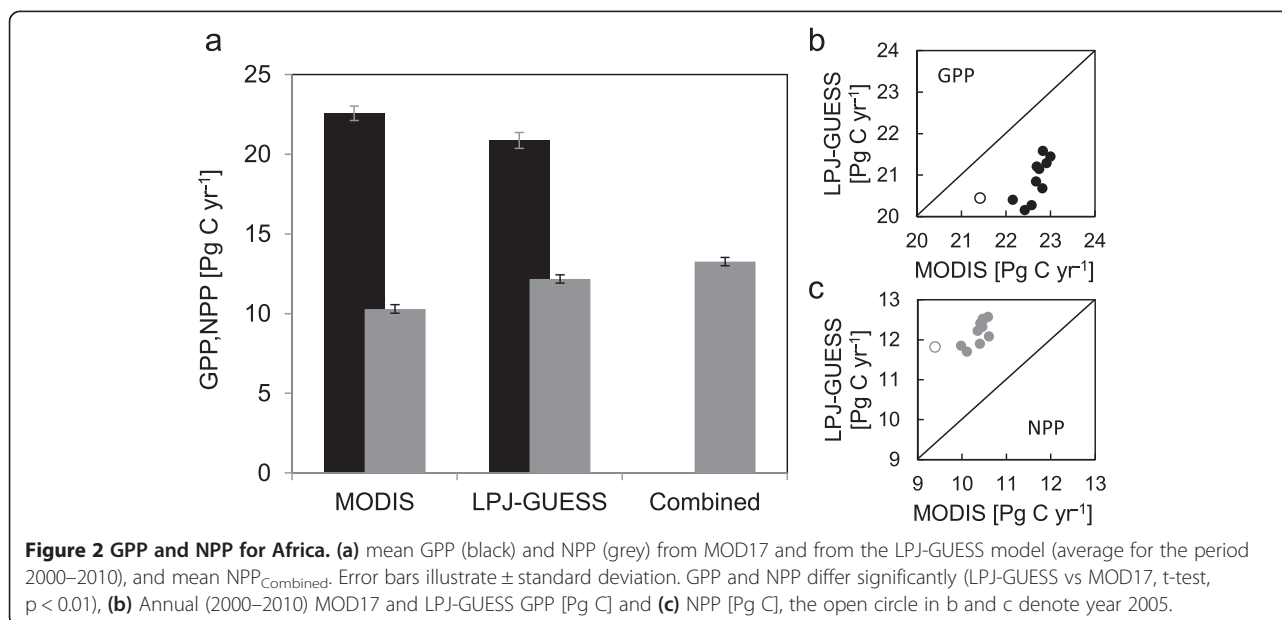 a
GPP,NPP [Pg C yr⁻¹]
25
20
15
10
5
0
MODIS
LPJ-GUESS
Combined
b
LPJ-GUESS
[Pg C yr⁻¹]
24
23
22
21
20
GPP
20 21 22 23 24
MODIS [Pg C yr⁻¹]
c
LPJ-GUESS
[Pg C yr⁻¹]
13
12
11
10
9
NPP
9 10 11 12 13
MODIS [Pg C yr⁻¹]
Figure 2 GPP and NPP for Africa. (a) mean GPP (black) and NPP (grey) from MOD17 and from the LPJ-GUESS model (average for the period
2000–2010), and mean NPP_Combined. Error bars illustrate ± standard deviation. GPP and NPP differ significantly (LPJ-GUESS vs MOD17, t-test,
p < 0.01), (b) Annual (2000–2010) MOD17 and LPJ-GUESS GPP [Pg C] and (c) NPP [Pg C], the open circle in b and c denote year 2005.